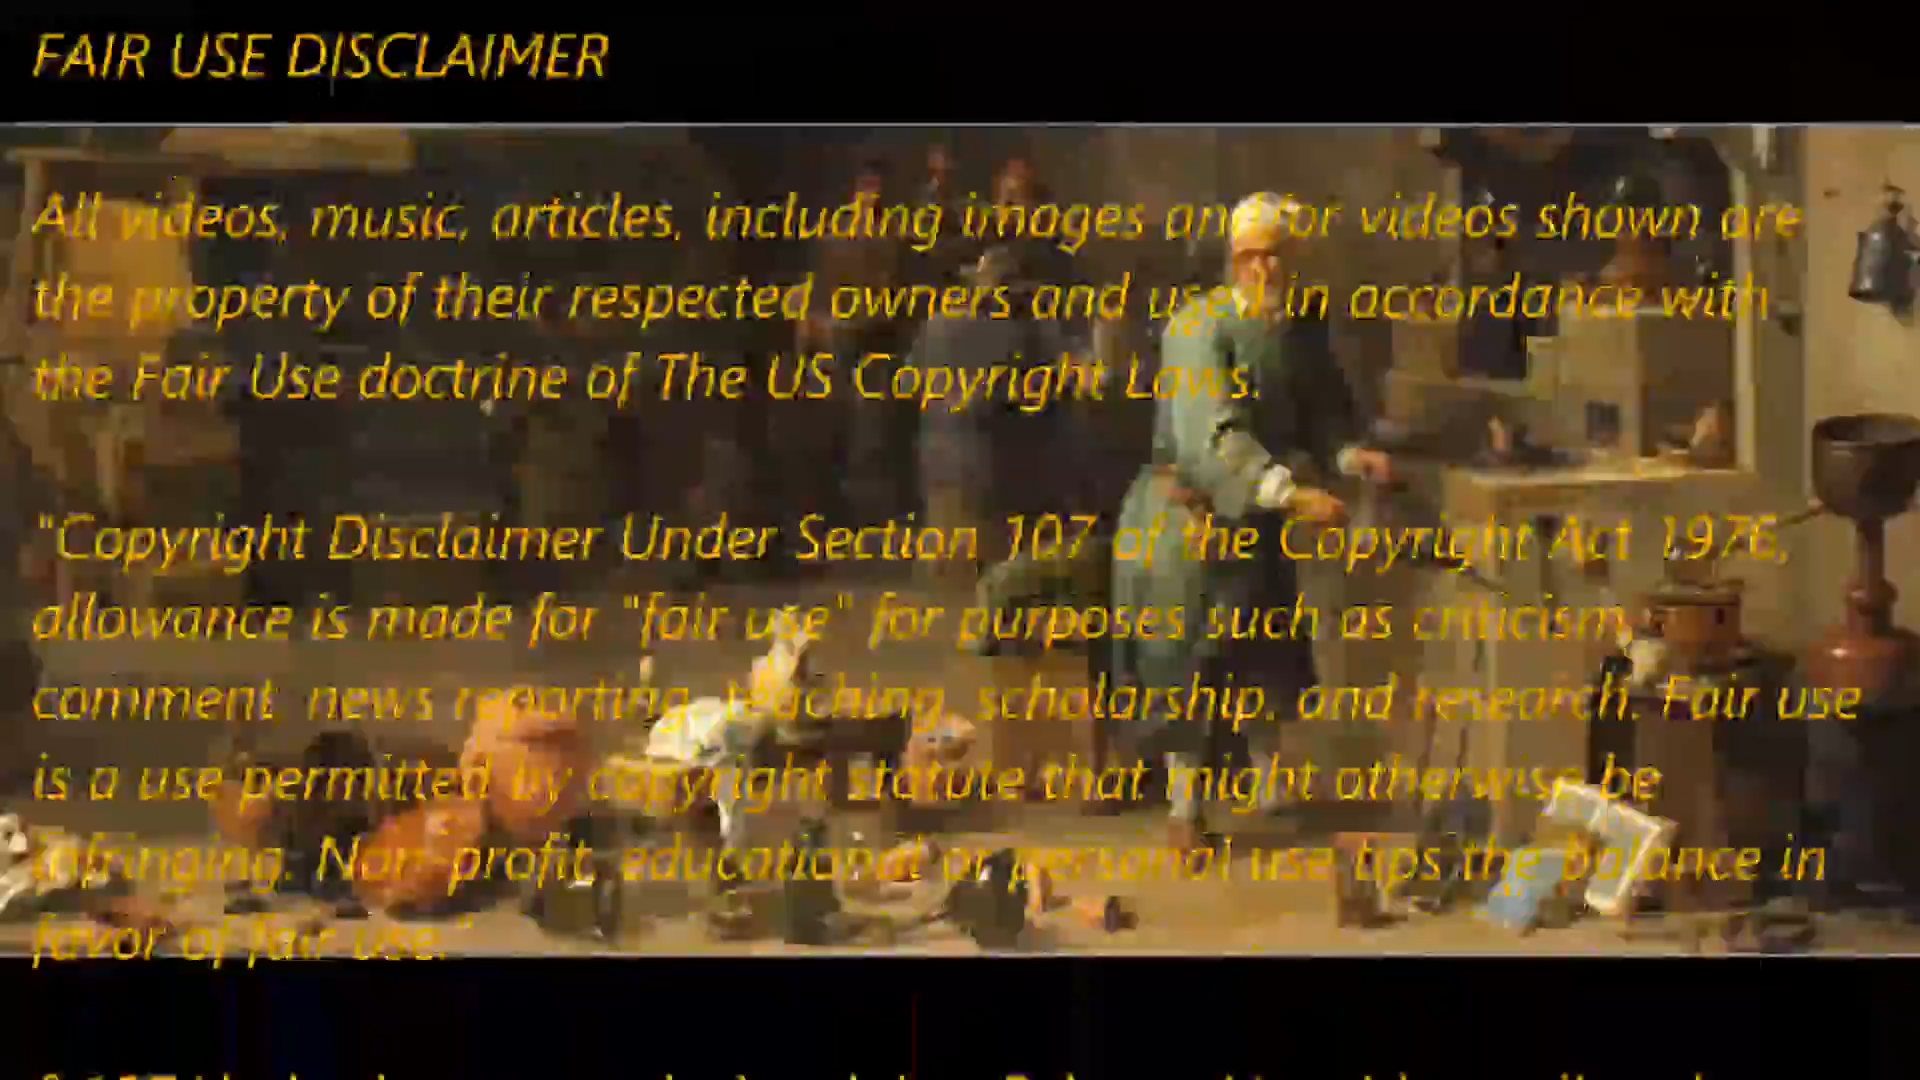 FAIR USE DISCLAIMER
All videos, music, articles, including images and/or videos shown are
the property of their respected owners and used in accordance with
the Fair Use doctrine of The US Copyright Laws.
"Copyright Disclaimer Under Section 107 of the Copyright Act 1976,
allowance is made for "fair use" for purposes such as criticism,
comment, news reporting, teaching, scholarship, and research. Fair use
is a use permitted by copyright statute that might otherwise be
infringing. Non-profit, educational or personal use tips the balance in
favor of fair use."